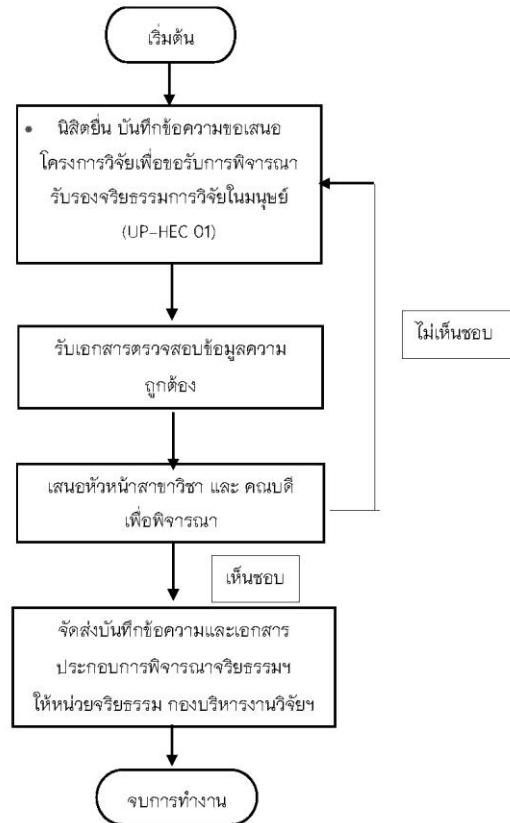 เริ่มต้น
• นิสิตยื่น บันทึกข้อความขอเสนอ
โครงการวิจัยเพื่อขอรับการพิจารณา
รับรองจริยธรรมการวิจัยในมนุษย์
(UP-HEC 01)
ไม่เห็นชอบ
รับเอกสารตรวจสอบข้อมูลความ
ถูกต้อง
เสนอหัวหน้าสาขาวิชา และ คณบดี
เพื่อพิจารณา
เห็นชอบ
จัดส่งบันทึกข้อความและเอกสาร
ประกอบการพิจารณาจริยธรรมฯ
ให้หน่วยจริยธรรม กองบริหารงานวิจัยฯ
จบการทำงาน